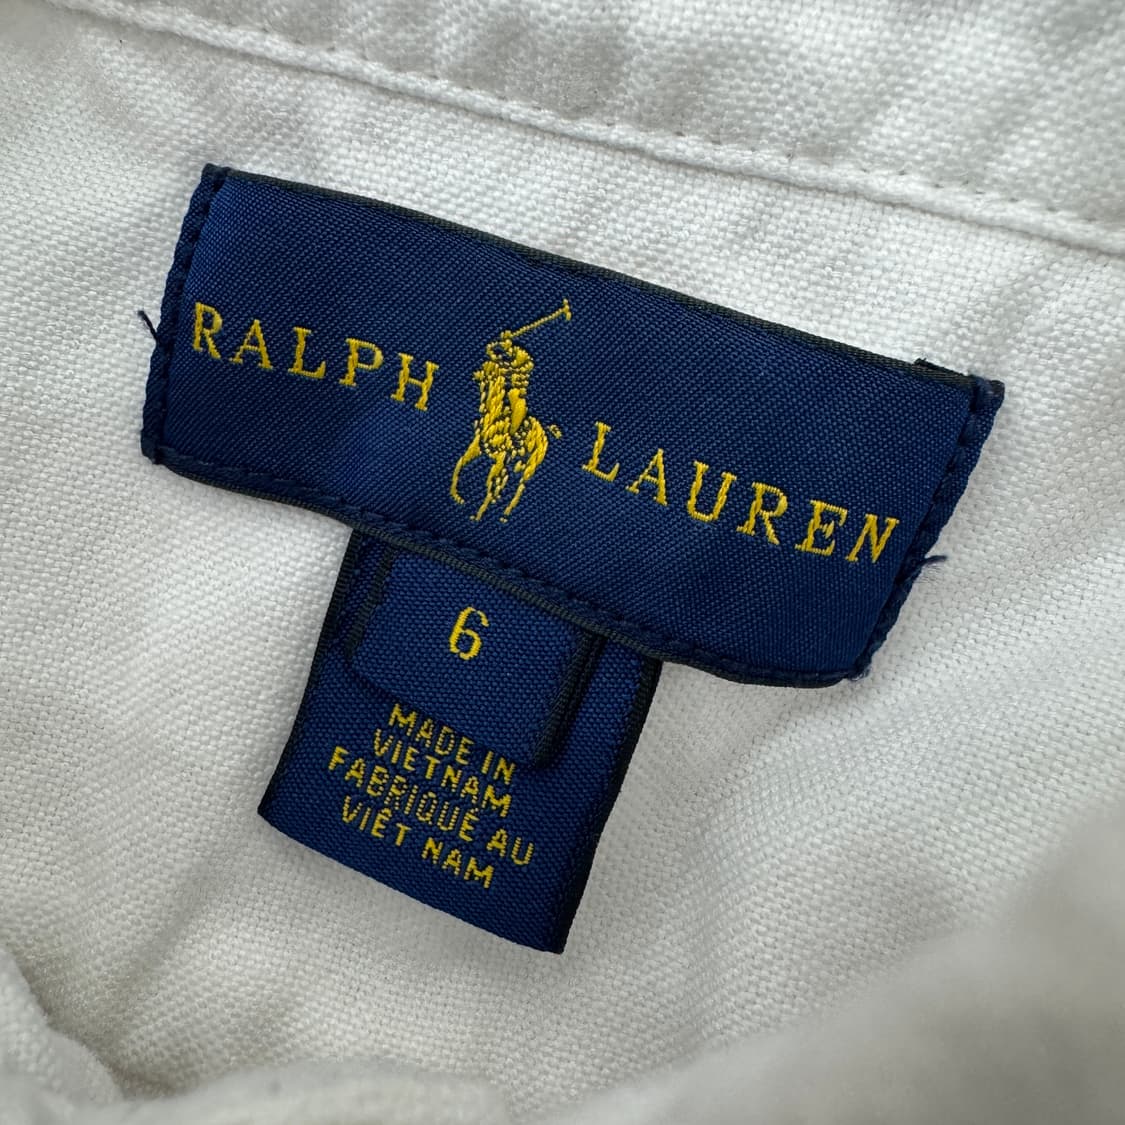 RALPH LAUREN
6
MADE IN
VIETNAM
FABRIQUÉ AU
VIÊT NAM